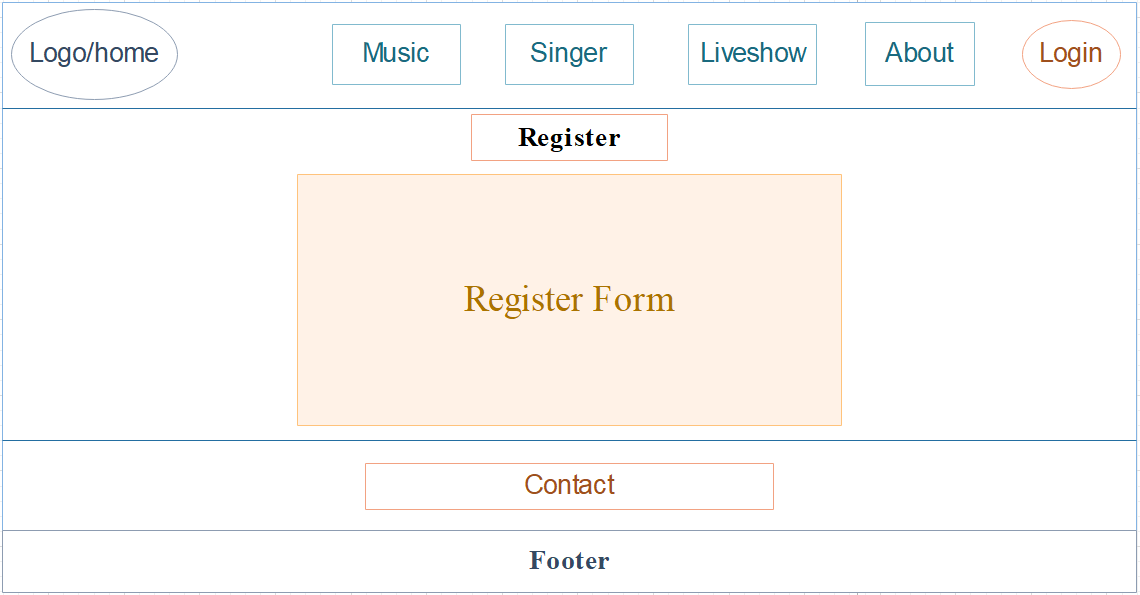 Logo/home
Music
Singer
Liveshow
About
Login
Register
Register Form
Contact
Footer